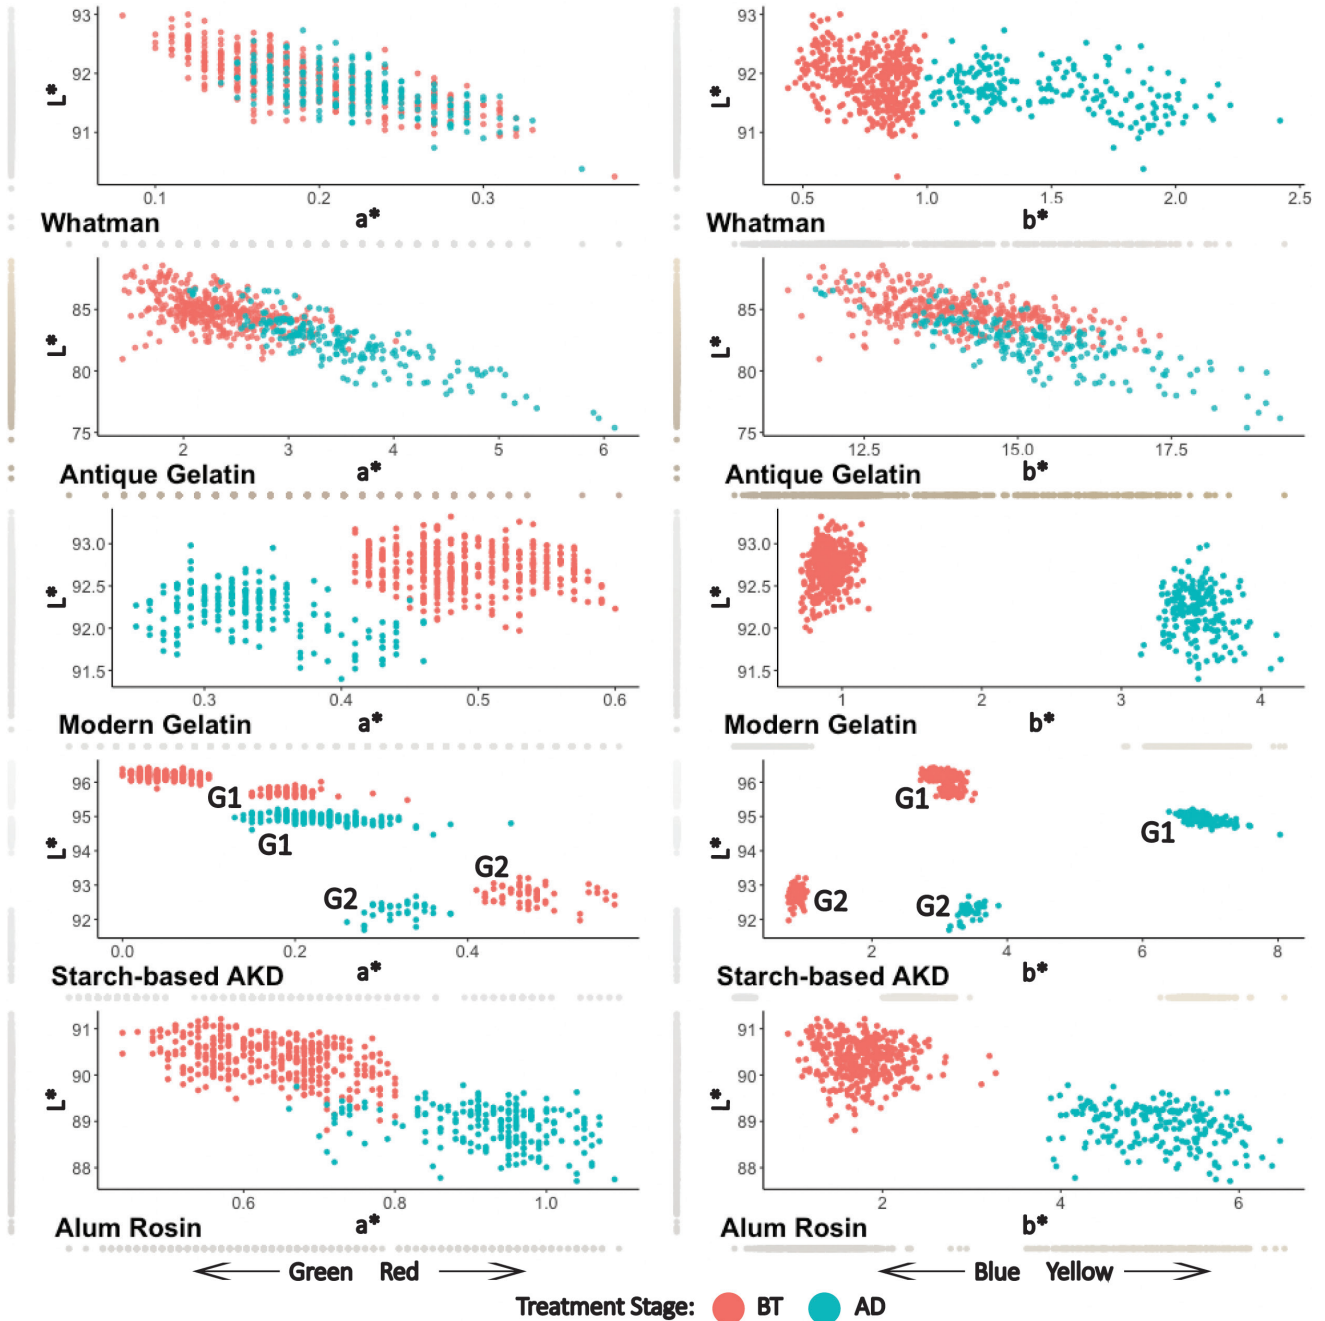 93
92
91
L*
0.1 0.2 0.3
Whatman a*
93
92
91
L*
0.5 1.0 1.5 2.0 2.5
Whatman b*
85
80
75
L*
2 3 4 5 6
Antique Gelatin a*
85
80
75
L*
12.5 15.0 17.5
Antique Gelatin b*
93.0
92.5
92.0
91.5
L*
0.3 0.4 0.5 0.6
Modern Gelatin a*
93.0
92.5
92.0
91.5
L*
1 2 3 4
Modern Gelatin b*
96
95
94
93
92
L*
G1
G1
G2
G2
0.0 0.2 0.4
Starch-based AKD a*
96
95
94
93
92
L*
G1
G1
G2
G2
2 4 6 8
Starch-based AKD b*
91
90
89
88
L*
0.6 0.8 1.0
Alum Rosin a*
91
90
89
88
L*
2 4 6
Alum Rosin b*
Green Red
Blue Yellow
Treatment Stage: BT AD